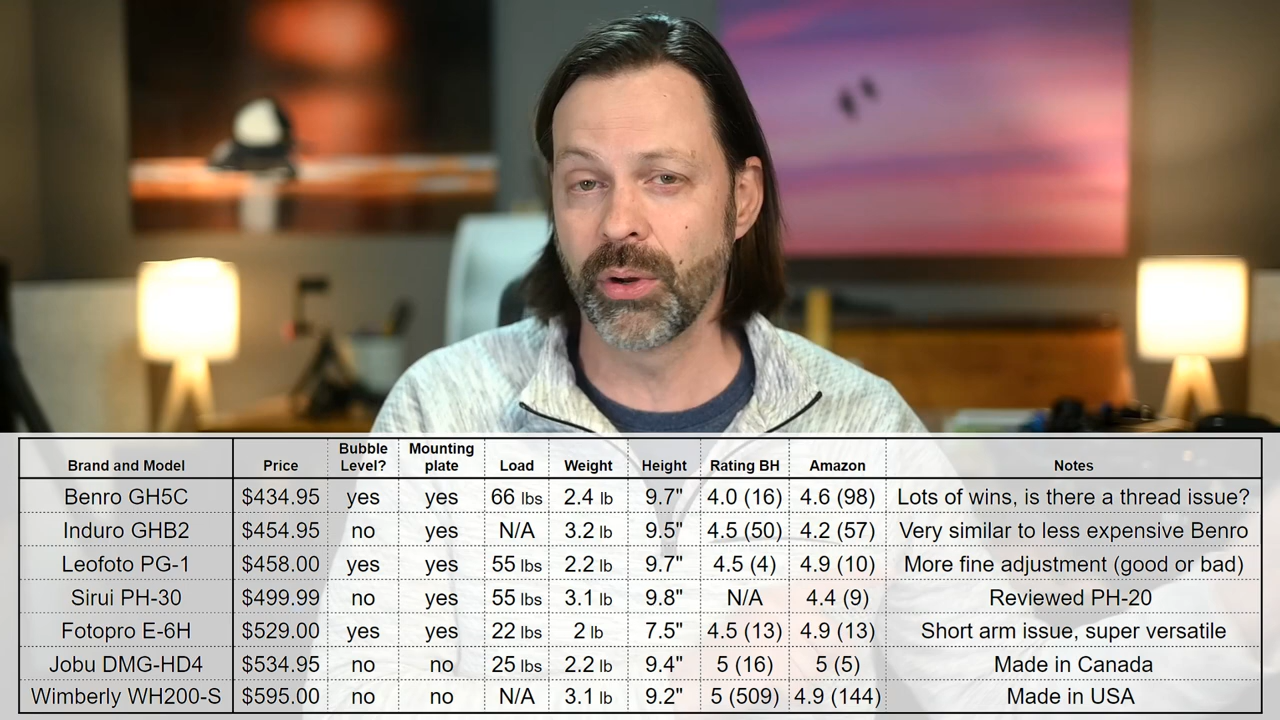 Brand and Model Price Bubble Level? Mounting plate Load Weight Height Rating BH Amazon Notes
Benro GH5C $434.95 yes yes 66 lbs 2.4 lb 9.7" 4.0 (16) 4.6 (98) Lots of wins, is there a thread issue?
Induro GHB2 $454.95 no yes N/A 3.2 lb 9.5" 4.5 (50) 4.2 (57) Very similar to less expensive Benro
Leofoto PG-1 $458.00 yes yes 55 lbs 2.2 lb 9.7" 4.5 (4) 4.9 (10) More fine adjustment (good or bad)
Sirui PH-30 $499.99 no yes 55 lbs 3.1 lb 9.8" N/A 4.4 (9) Reviewed PH-20
Fotopro E-6H $529.00 yes yes 22 lbs 2 lb 7.5" 4.5 (13) 4.9 (13) Short arm issue, super versatile
Jobu DMG-HD4 $534.95 no no 25 lbs 2.2 lb 9.4" 5 (16) 5 (5) Made in Canada
Wimberly WH200-S $595.00 no no N/A 3.1 lb 9.2" 5 (509) 4.9 (144) Made in USA